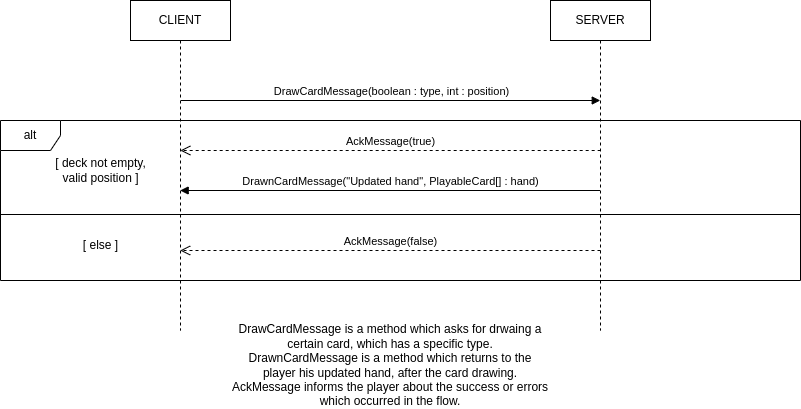 CLIENT
SERVER
DrawCardMessage(boolean : type, int : position)
alt
AckMessage(true)
[ deck not empty,
valid position ]
DrawnCardMessage("Updated hand", PlayableCard[] : hand)
[ else ]
AckMessage(false)
DrawCardMessage is a method which asks for drwaing a
certain card, which has a specific type.
DrawnCardMessage is a method which returns to the
player his updated hand, after the card drawing.
AckMessage informs the player about the success or errors
which occurred in the flow.